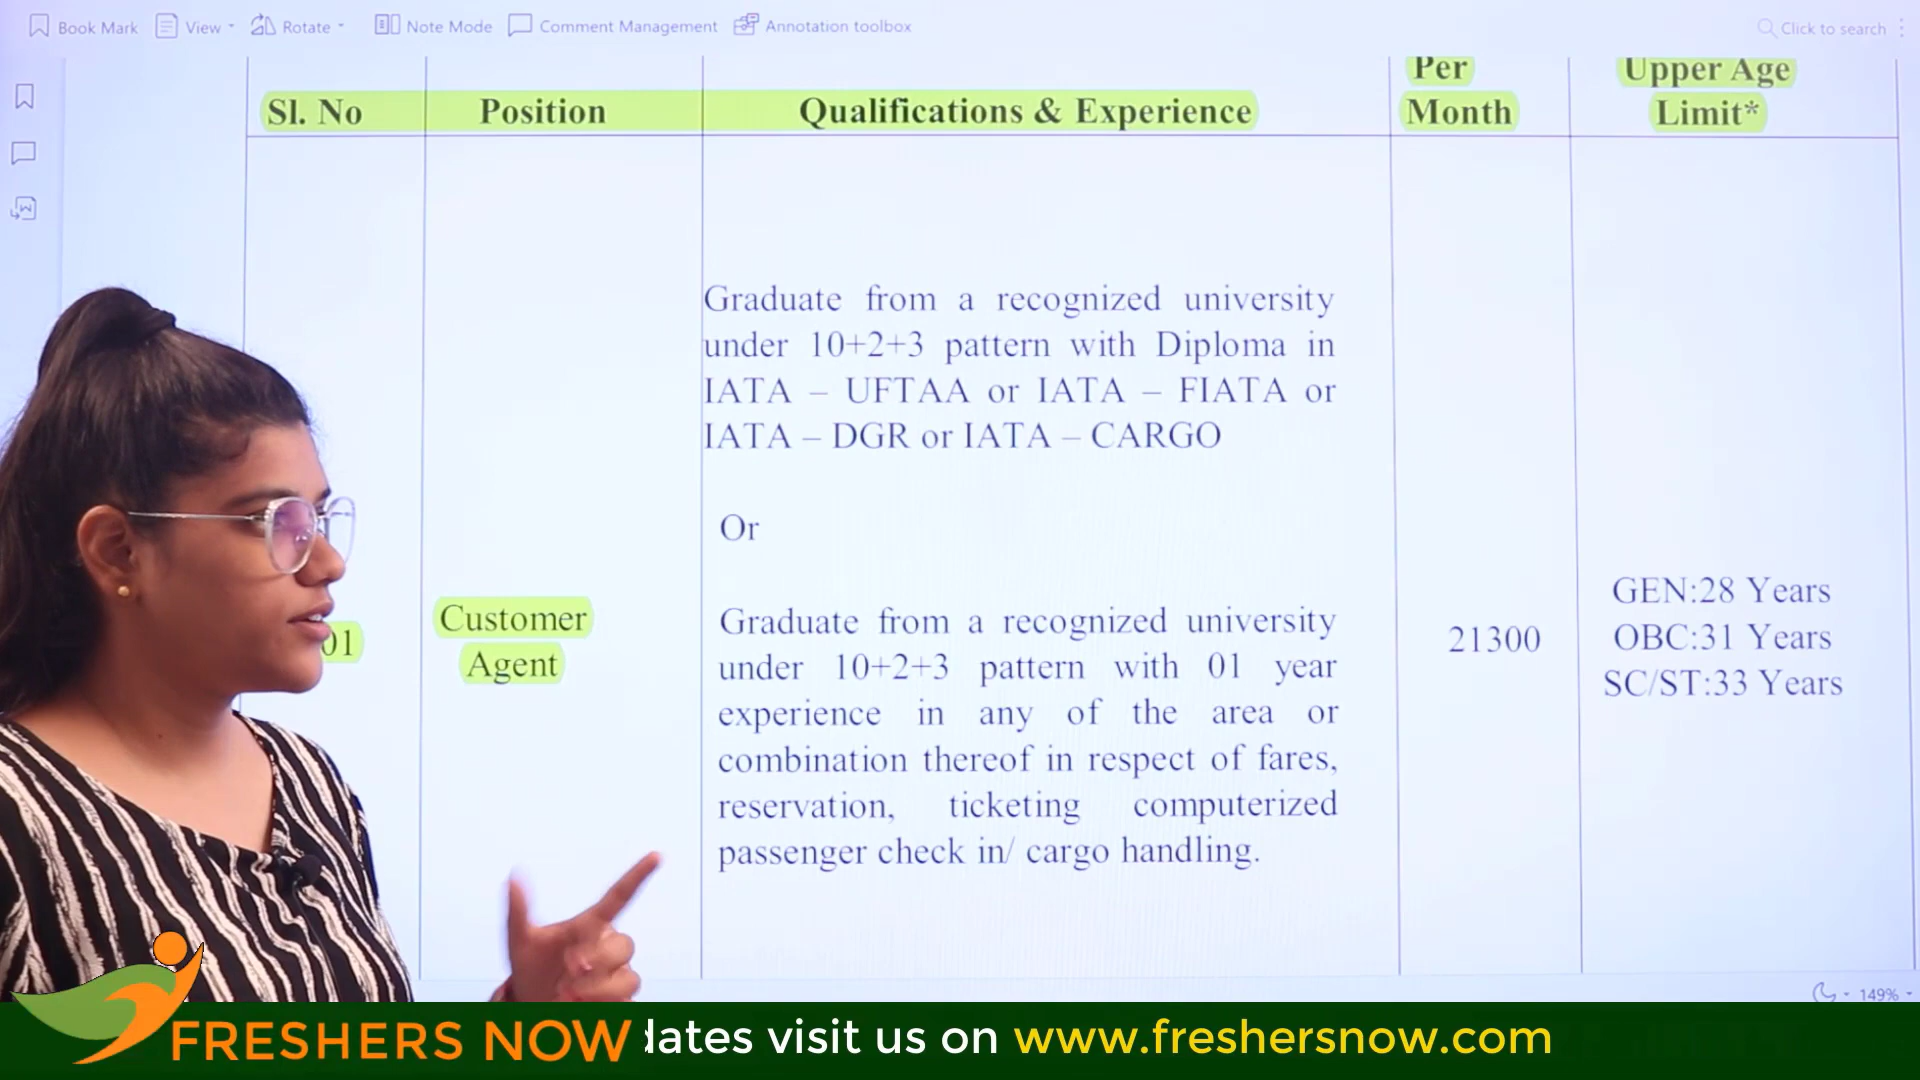 Book Mark View Rotate Note Mode Comment Management Annotation toolbox Click to search
Per
Month
Upper Age
Limit*
Sl. No Position Qualifications & Experience
Graduate from a recognized university
under 10+2+3 pattern with Diploma in
IATA – UFTAA or IATA – FIATA or
IATA – DGR or IATA – CARGO
Or
Graduate from a recognized university
under 10+2+3 pattern with 01 year
experience in any of the area or
combination thereof in respect of fares,
reservation, ticketing computerized
passenger check in/ cargo handling.
01
Customer
Agent
21300
GEN:28 Years
OBC:31 Years
SC/ST:33 Years
149%
FRESHERS NOW
visit us on www.freshersnow.com